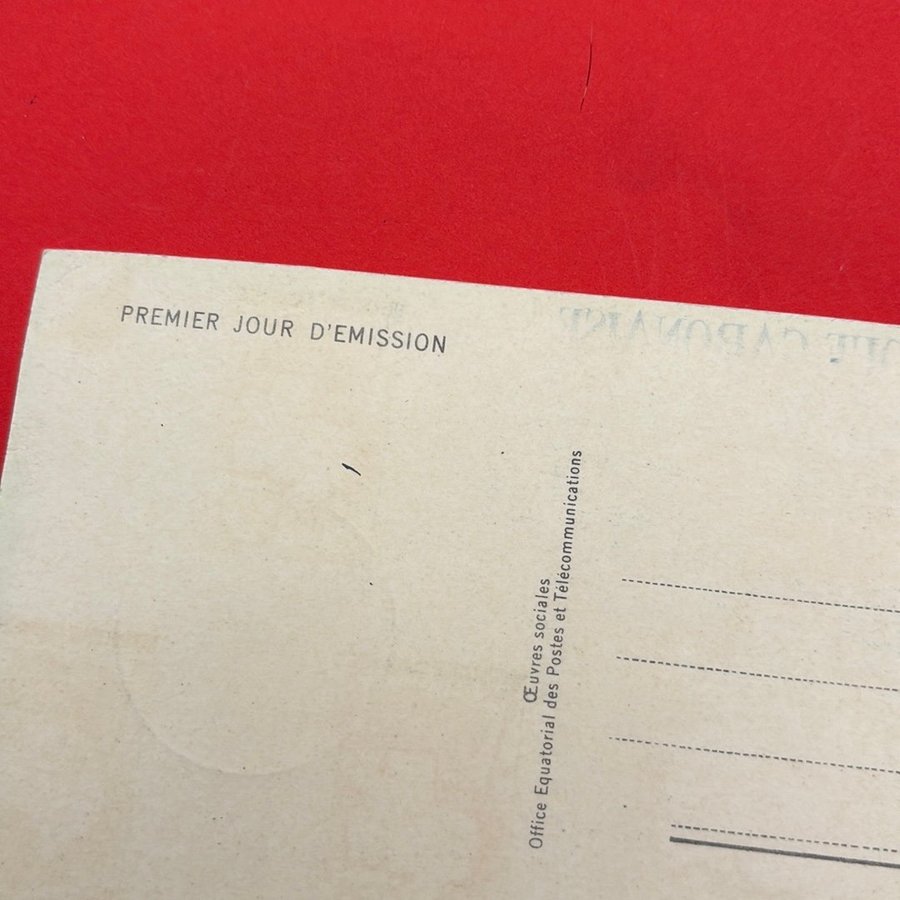 PREMIER JOUR D'EMISSION
Œuvres sociales
Office Equatorial des Postes et Télécommunications